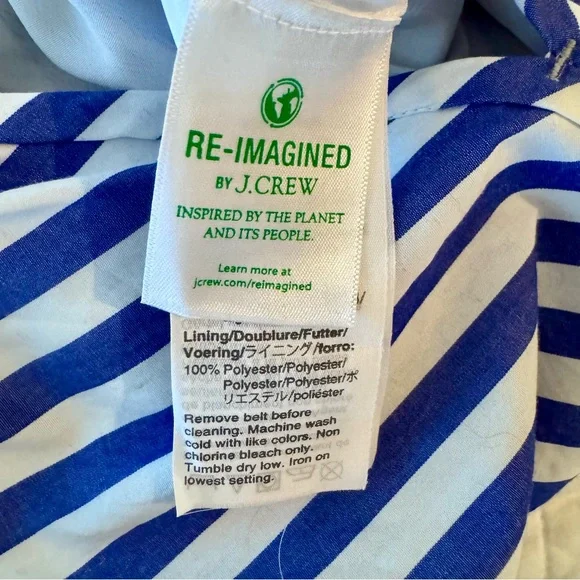 RE-IMAGINED
BY J.CREW
INSPIRED BY THE PLANET
AND ITS PEOPLE.
Learn more at
jcrew.com/reimagined
Lining/Doublure/Futter/
Voering/ライニング/forro:
100% Polyester/Polyester/
Polyester/Polyester/ポ
リエステル/poliéster
Remove belt before
cleaning. Machine wash
cold with like colors. Non
chlorine bleach only.
Tumble dry low. Iron on
lowest setting.